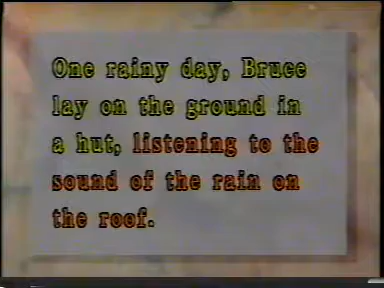 One rainy day, Bruce
lay on the ground in
a hut, listening to the
sound of the rain on
the roof.